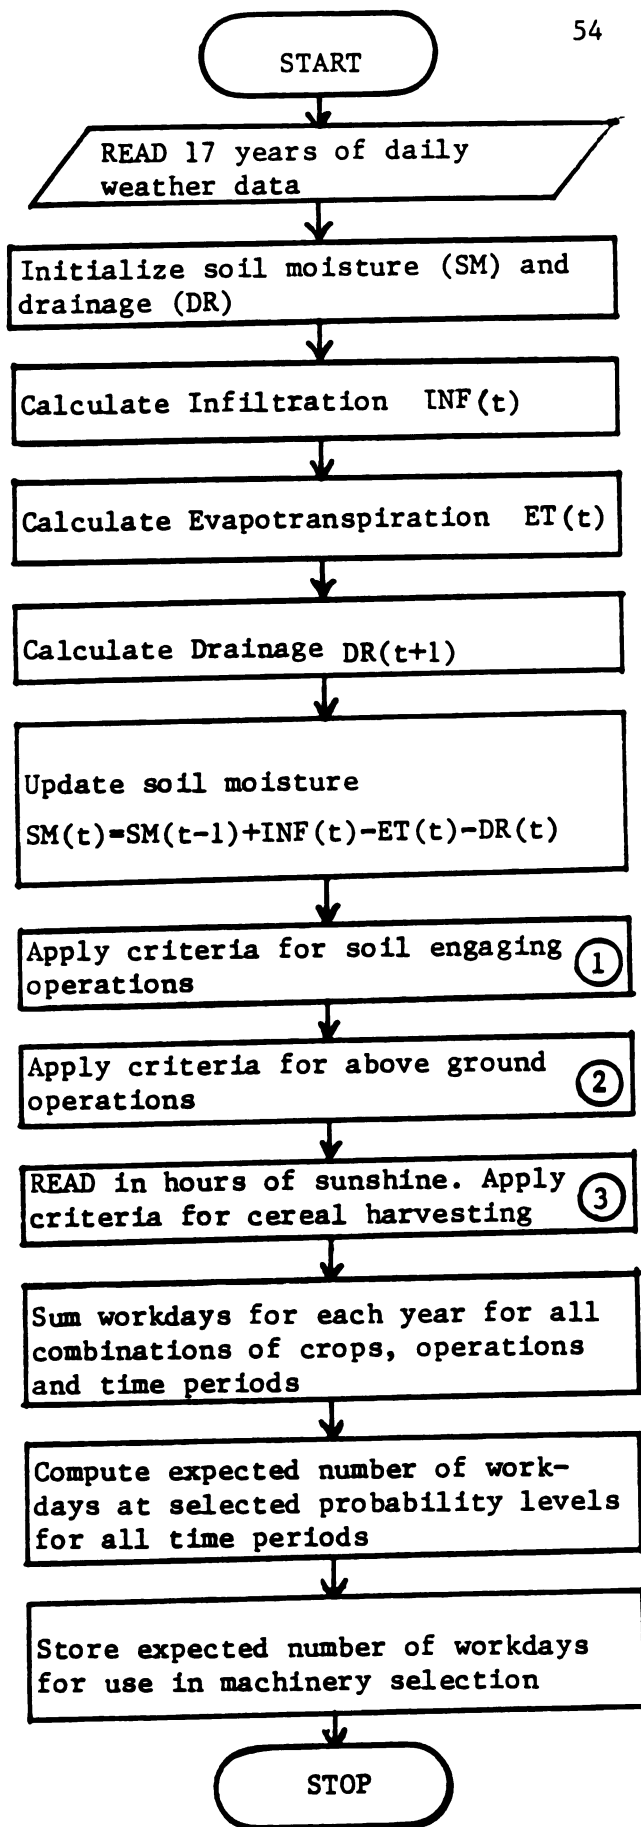 54
START
READ 17 years of daily
weather data
Initialize soil moisture (SM) and
drainage (DR)
Calculate Infiltration INF(t)
Calculate Evapotranspiration ET(t)
Calculate Drainage DR(t+1)
Update soil moisture
SM(t)=SM(t-1)+INF(t)-ET(t)-DR(t)
Apply criteria for soil engaging
operations
1
Apply criteria for above ground
operations
2
READ in hours of sunshine. Apply
criteria for cereal harvesting
3
Sum workdays for each year for all
combinations of crops, operations
and time periods
Compute expected number of work-
days at selected probability levels
for all time periods
Store expected number of workdays
for use in machinery selection
STOP